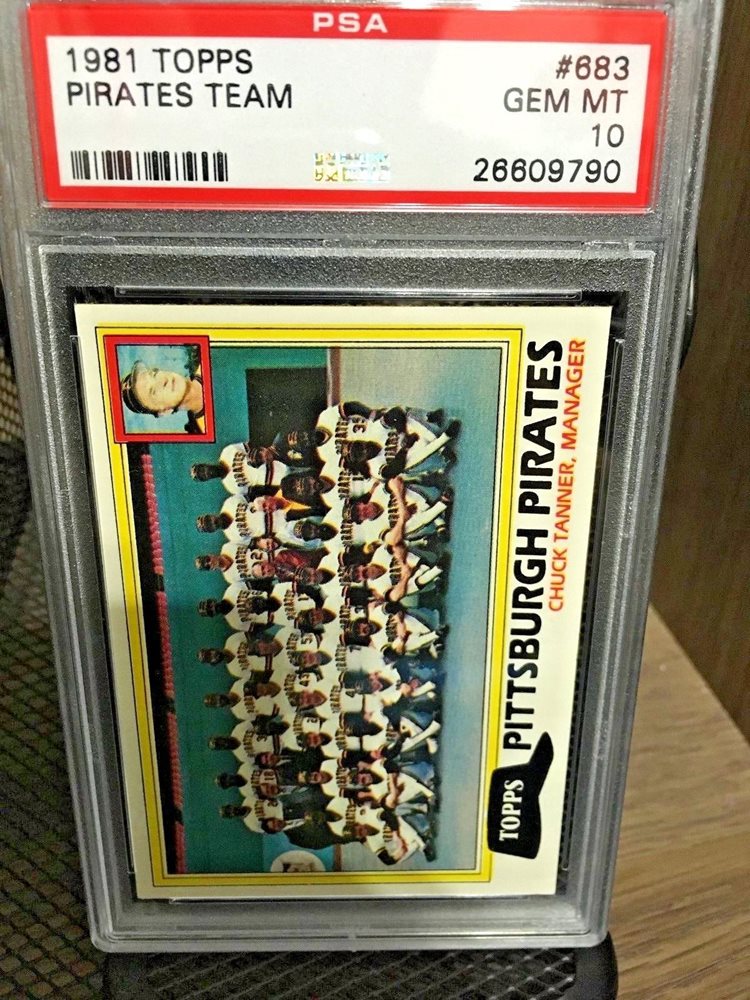 PSA
1981 TOPPS #683
PIRATES TEAM GEM MT
10
26609790
PITTSBURGH PIRATES
CHUCK TANNER, MANAGER
TOPPS